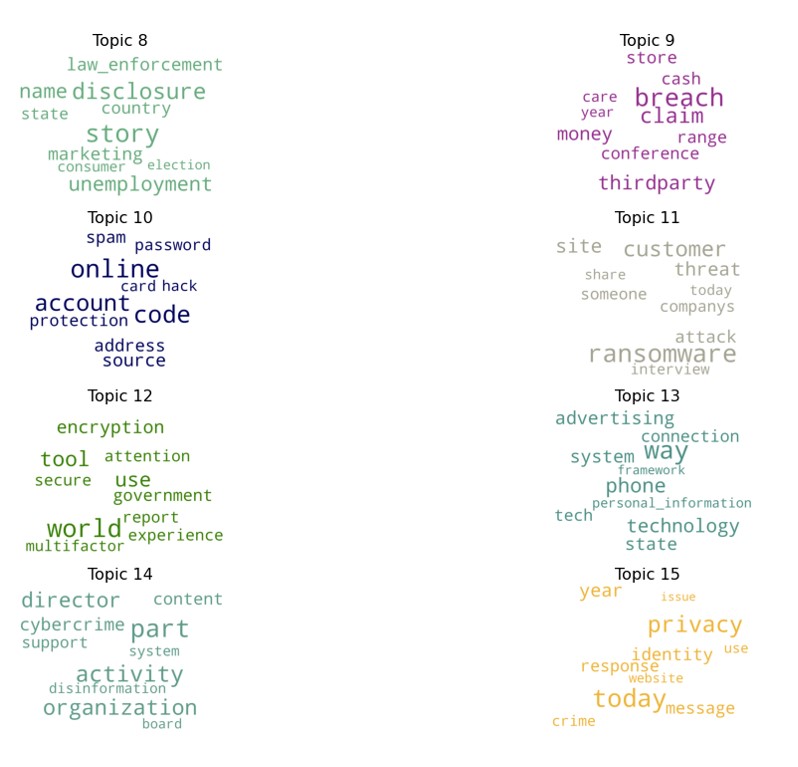 Topic 8
law_enforcement
name disclosure
state country
story
marketing
consumer election
unemployment
Topic 9
store
cash
care breach
year claim
money range
conference
thirdparty
Topic 10
spam password
online
card hack
account code
protection
address
source
Topic 11
site customer
share threat
someone today
companys
attack
ransomware
interview
Topic 12
encryption
tool attention
secure use
government
world report
experience
multifactor
Topic 13
advertising
connection
system way
framework
phone
personal_information
tech technology
state
Topic 14
director content
cybercrime part
support system
activity
disinformation
organization
board
Topic 15
year issue
privacy
identity use
response
website
today message
crime